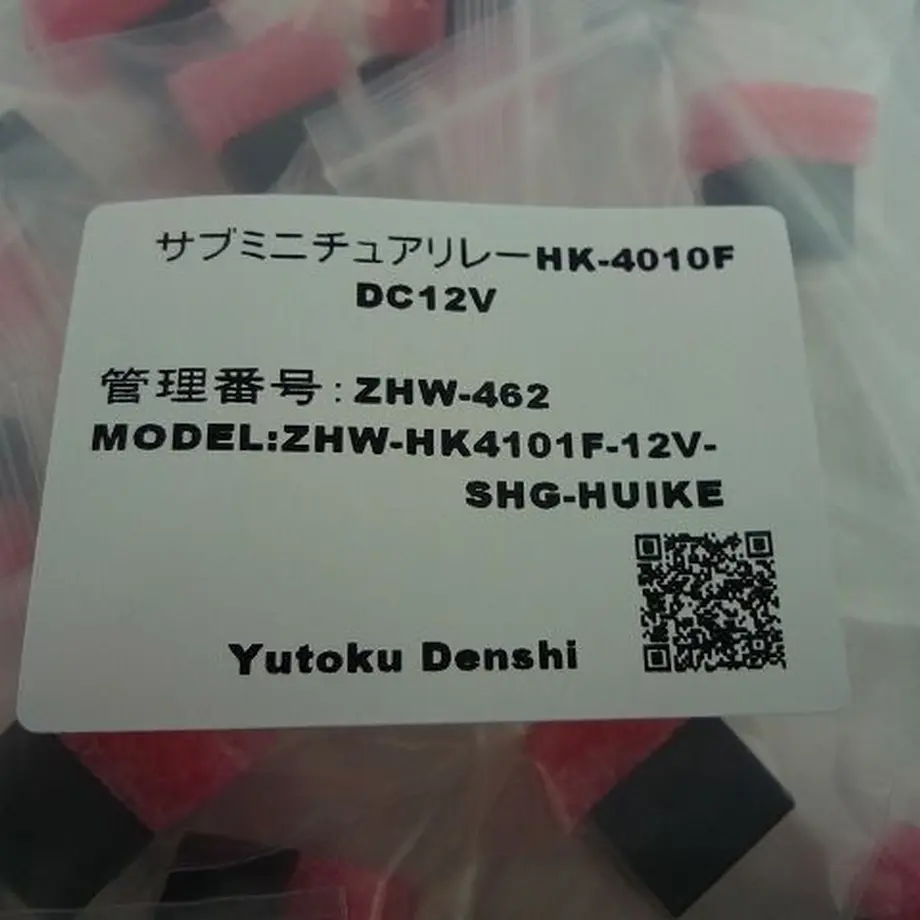 サブミニチュアリレーHK-4010F
DC12V
管理番号:ZHW-462
MODEL:ZHW-HK4101F-12V-
SHG-HUIKE
Yutoku Denshi